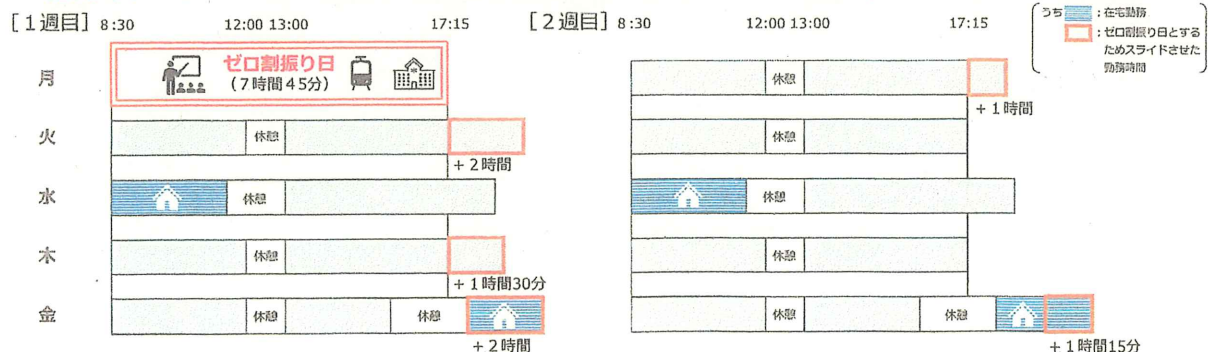 [１週目] 8:30 12:00 13:00 17:15
[２週目] 8:30 12:00 13:00 17:15
うち ：在宅勤務
：ゼロ割振り日とする
ためスライドさせた
勤務時間
月
ゼロ割振り日
(７時間45分)
休憩
＋１時間
火
休憩
＋２時間
休憩
水
休憩
休憩
木
休憩
＋１時間30分
休憩
金
休憩
休憩
＋２時間
休憩
休憩
＋１時間15分